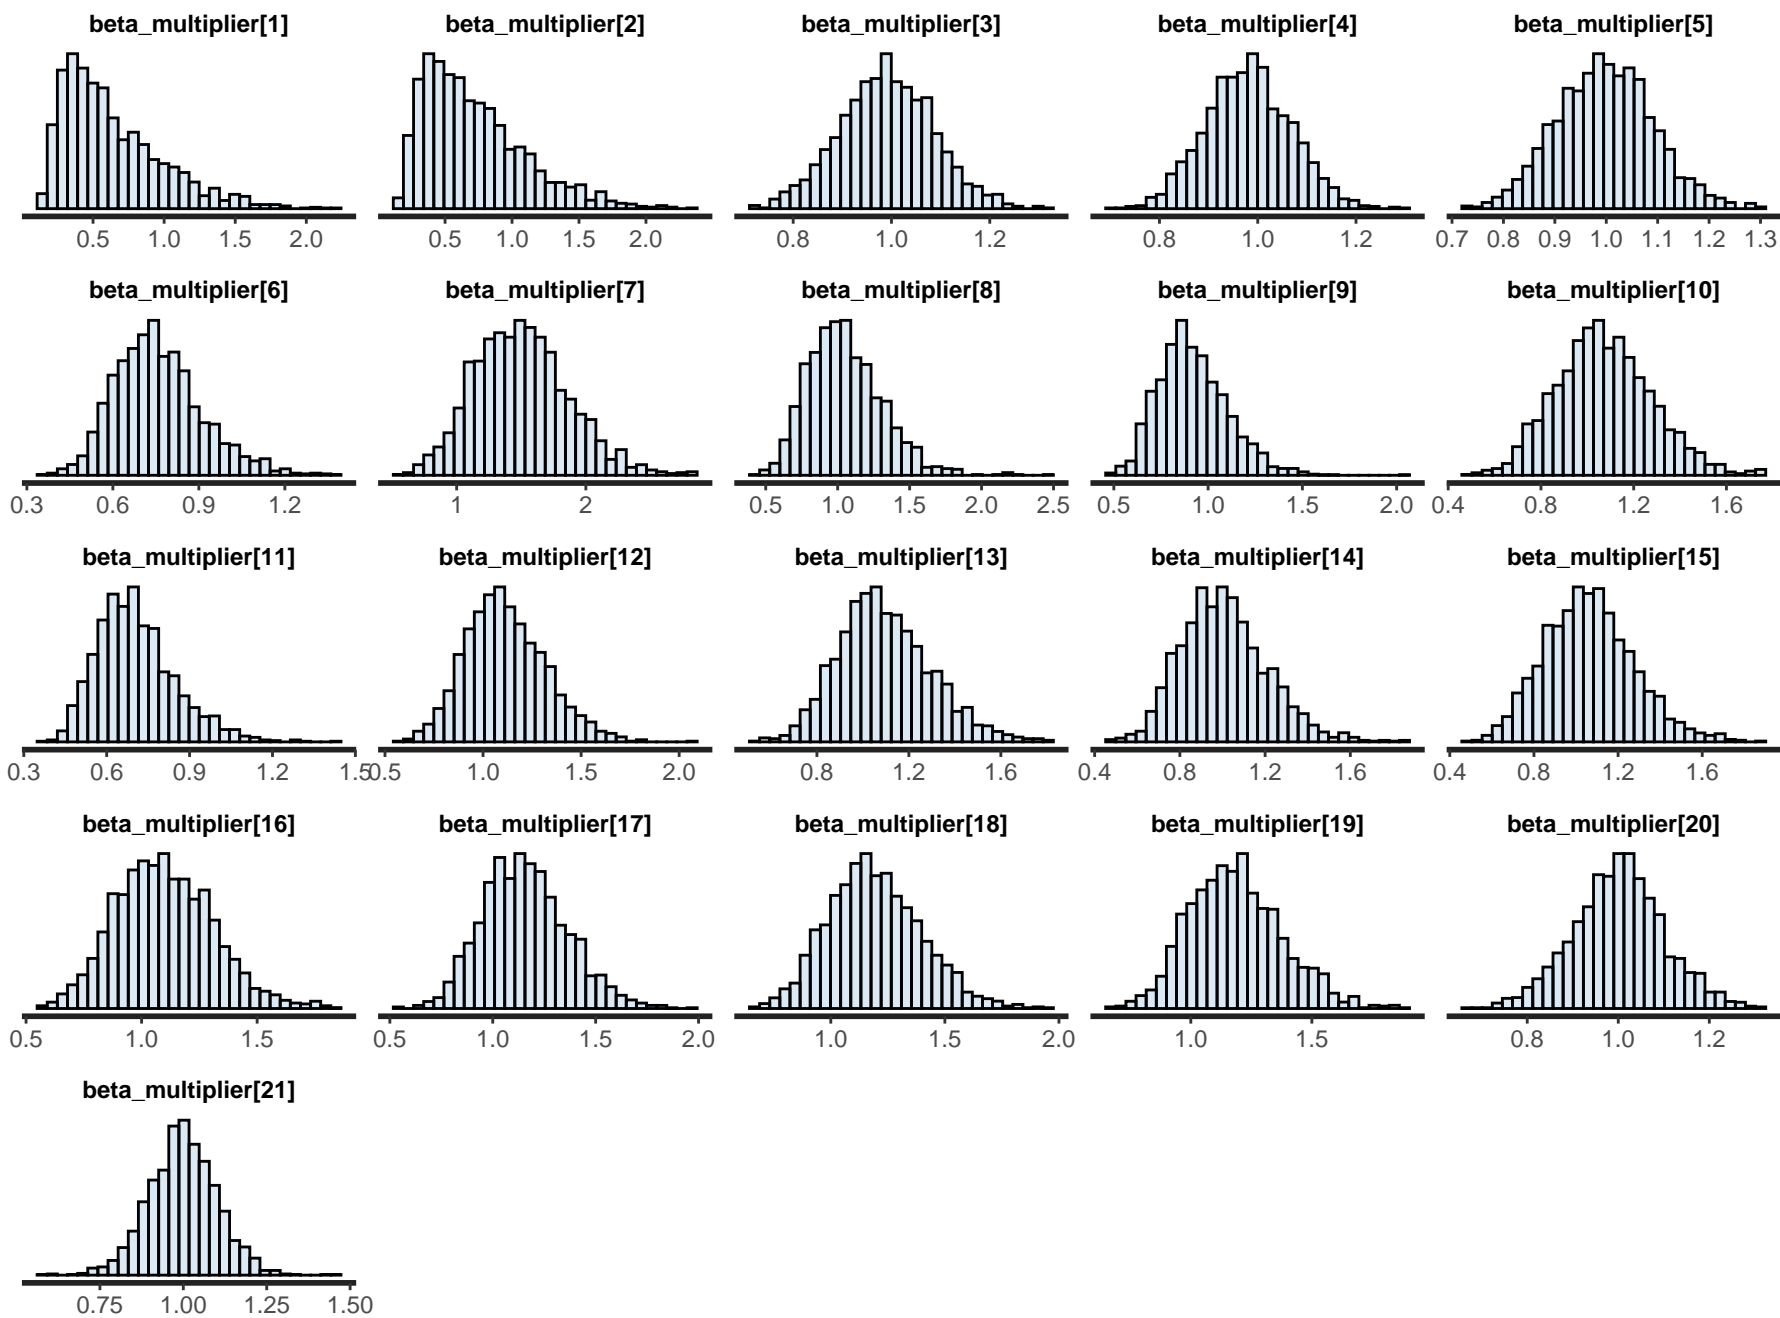 beta_multiplier[1] beta_multiplier[2] beta_multiplier[3] beta_multiplier[4] beta_multiplier[5]
0.5 1.0 1.5 2.0 0.5 1.0 1.5 2.0 0.8 1.0 1.2 0.8 1.0 1.2 0.7 0.8 0.9 1.0 1.1 1.2 1.3
beta_multiplier[6] beta_multiplier[7] beta_multiplier[8] beta_multiplier[9] beta_multiplier[10]
0.3 0.6 0.9 1.2 1 2 0.5 1.0 1.5 2.0 2.5 0.5 1.0 1.5 2.0 0.4 0.8 1.2 1.6
beta_multiplier[11] beta_multiplier[12] beta_multiplier[13] beta_multiplier[14] beta_multiplier[15]
0.3 0.6 0.9 1.2 1.5 0.5 1.0 1.5 2.0 0.8 1.2 1.6 0.4 0.8 1.2 1.6 0.4 0.8 1.2 1.6
beta_multiplier[16] beta_multiplier[17] beta_multiplier[18] beta_multiplier[19] beta_multiplier[20]
0.5 1.0 1.5 0.5 1.0 1.5 2.0 1.0 1.5 2.0 1.0 1.5 0.8 1.0 1.2
beta_multiplier[21]
0.75 1.00 1.25 1.50